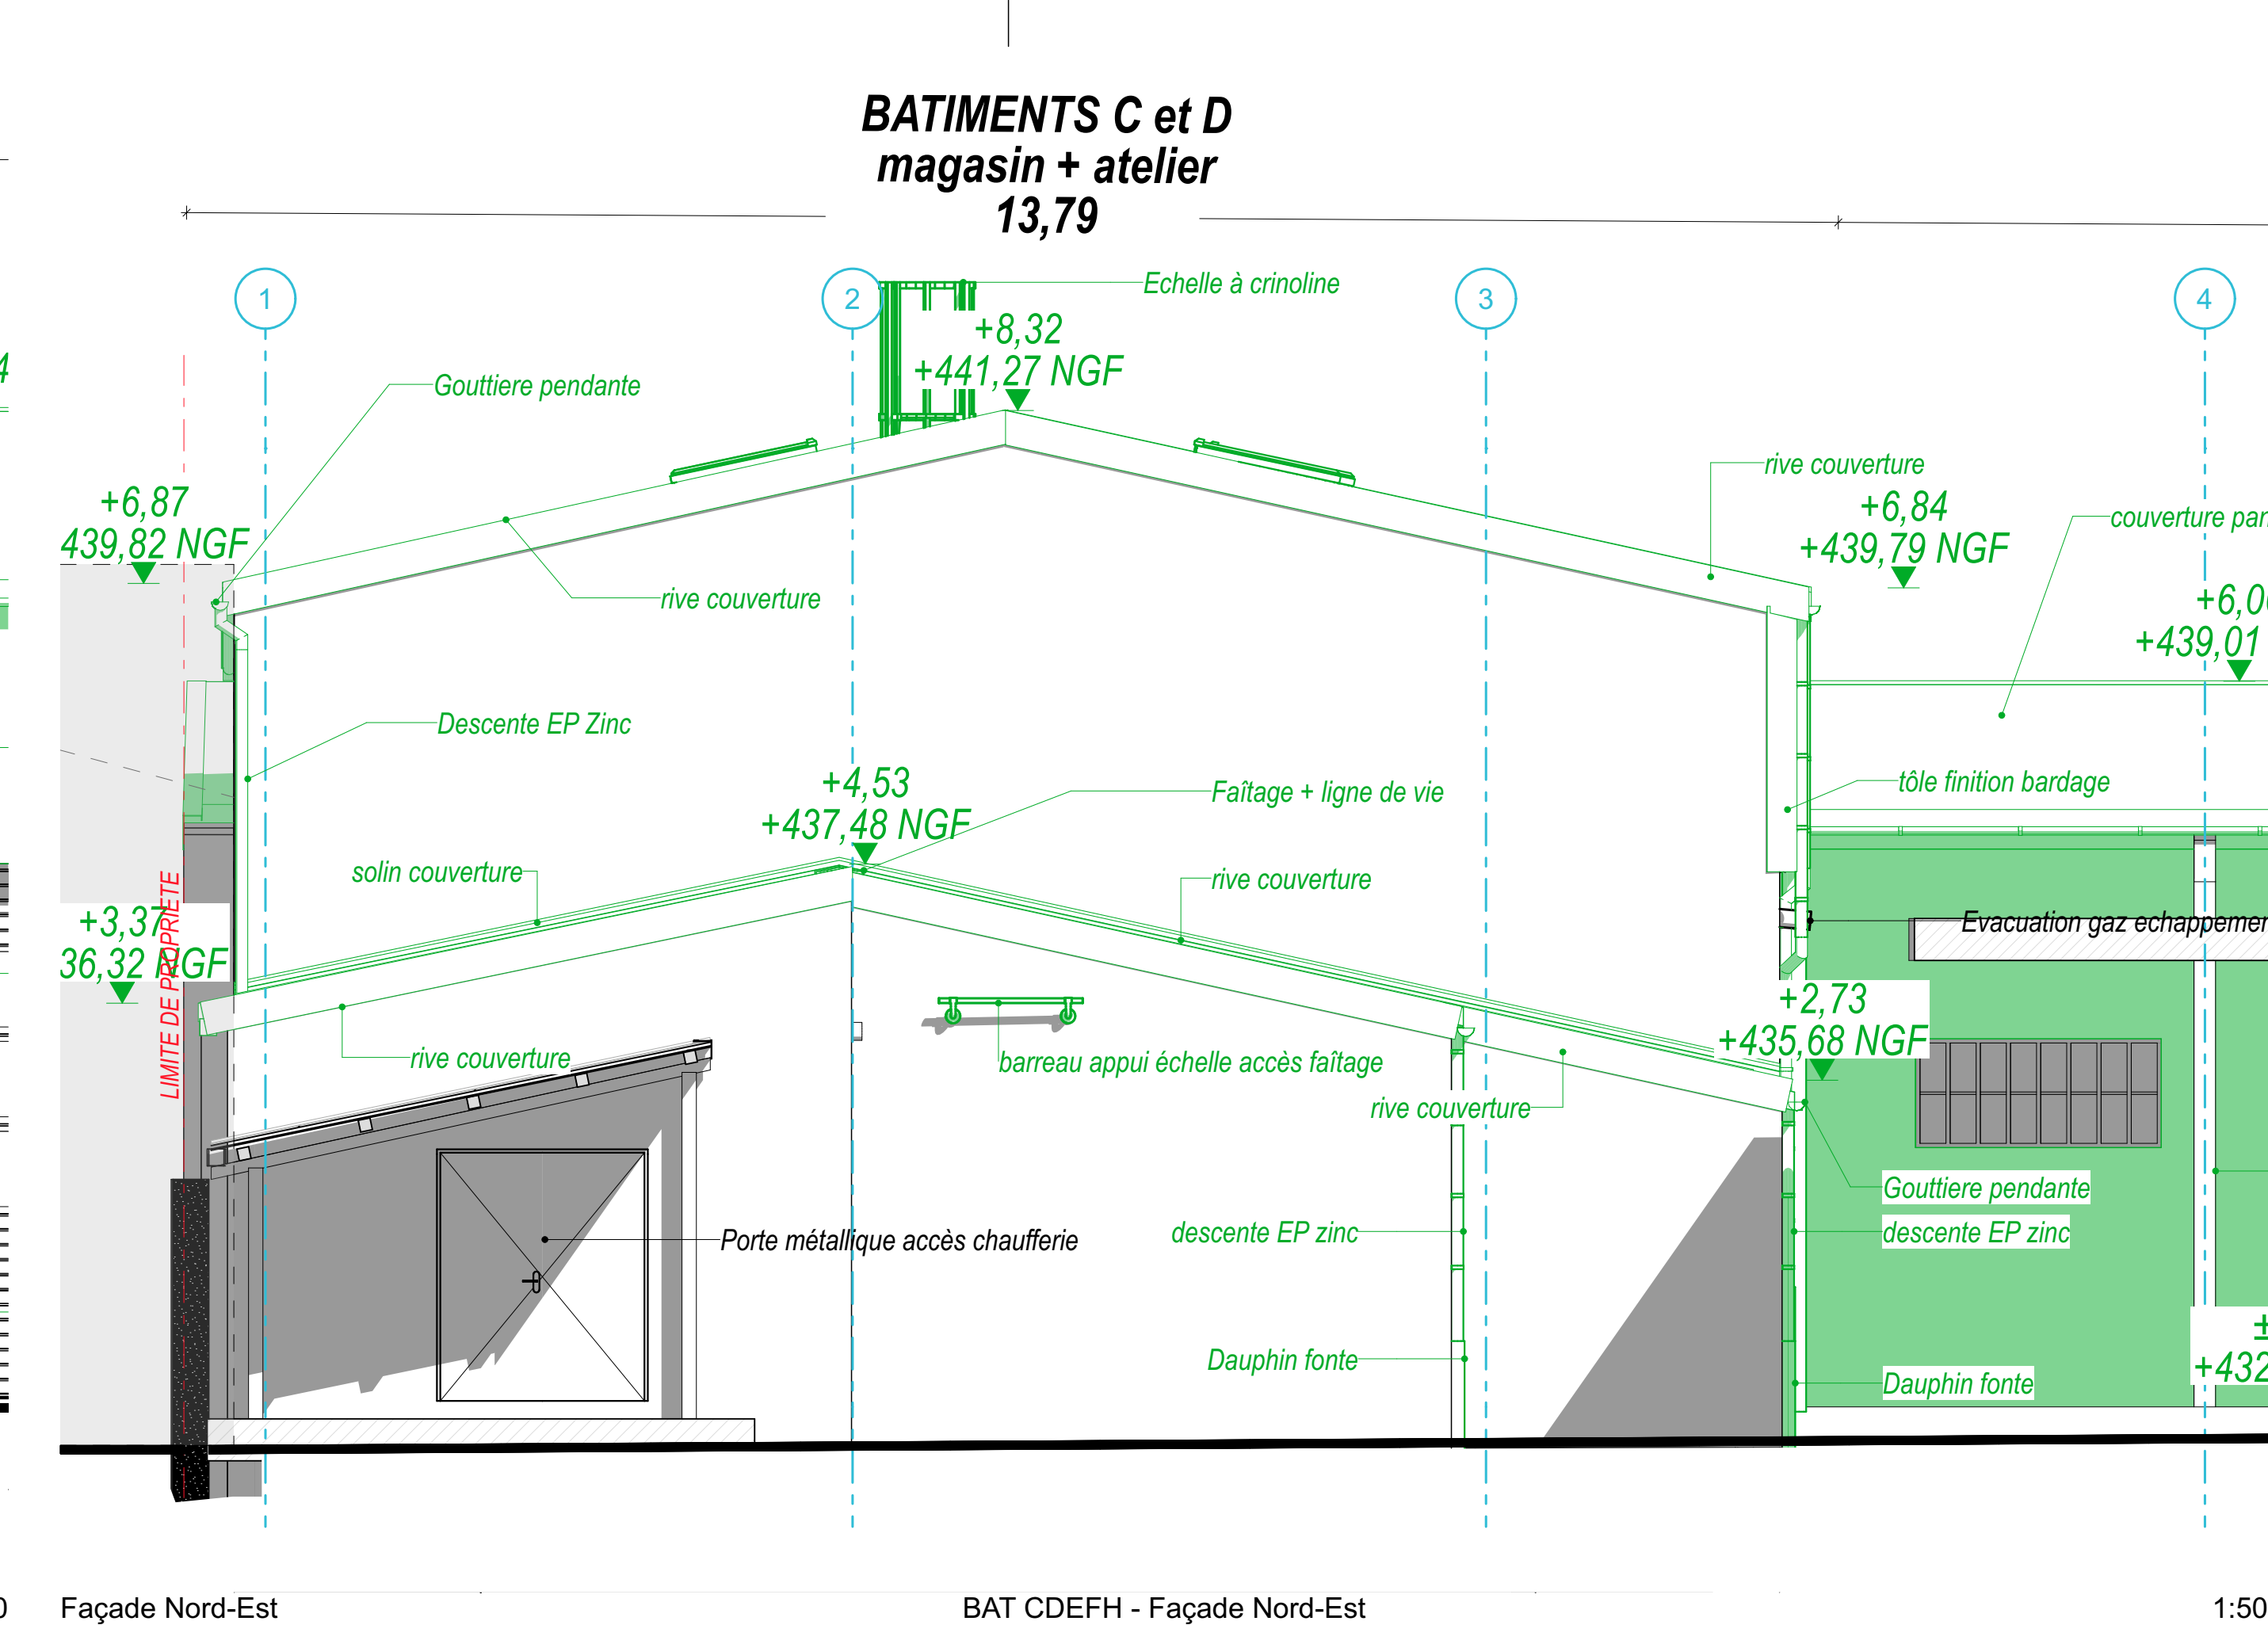 BATIMENTS C et D
magasin + atelier
13,79
1
2
3
4
Echelle à crinoline
+8,32
+441,27 NGF
4
Gouttiere pendante
rive couverture
+6,87
439,82 NGF
+6,84
+439,79 NGF
couverture pan
rive couverture
+6,0
+439,01
Descente EP Zinc
+4,53
+437,48 NGF
Faîtage + ligne de vie
tôle finition bardage
solin couverture
rive couverture
+3,37
36,32 NGF
LIMITE DE PROPRIETE
Evacuation gaz echappemen
+2,73
+435,68 NGF
rive couverture
barreau appui échelle accès faîtage
rive couverture
Gouttiere pendante
Porte métallique accès chaufferie
descente EP zinc
descente EP zinc
±
+432
Dauphin fonte
Dauphin fonte
0
Façade Nord-Est
BAT CDEFH - Façade Nord-Est
1:50